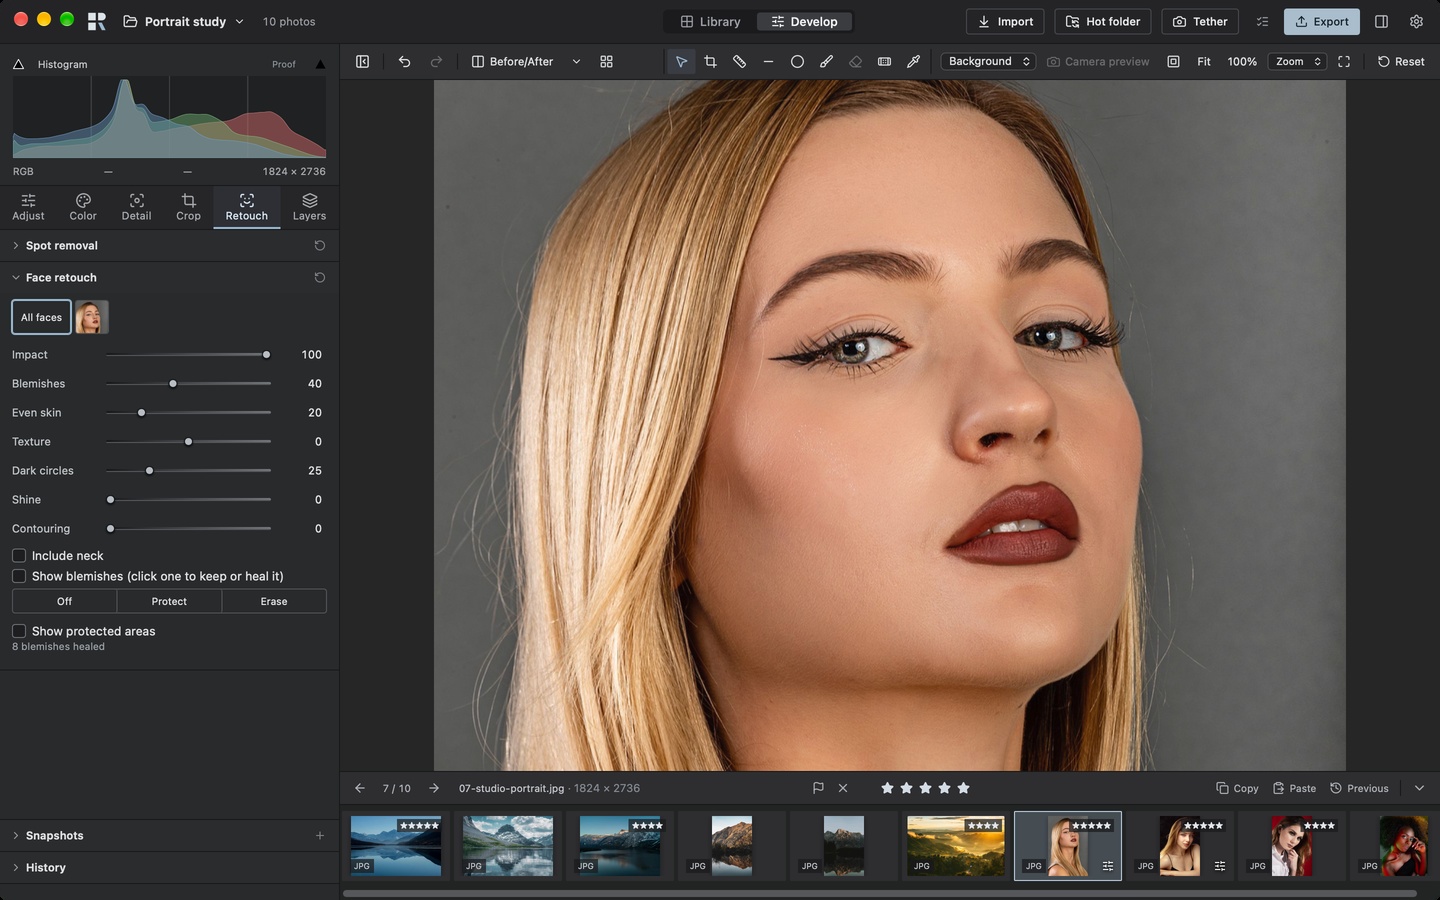 Portrait study
10 photos
Library
Develop
Import
Hot folder
Tether
Export
Histogram
Proof
RGB
–
–
1824 × 2736
Before/After
Background
Camera preview
Fit
100%
Zoom
Reset
Adjust
Color
Detail
Crop
Retouch
Layers
Spot removal
Face retouch
All faces
Impact 100
Blemishes 40
Even skin 20
Texture 0
Dark circles 25
Shine 0
Contouring 0
Include neck
Show blemishes (click one to keep or heal it)
Off
Protect
Erase
Show protected areas
8 blemishes healed
Snapshots
History
7 / 10
07-studio-portrait.jpg · 1824 × 2736
Copy
Paste
Previous
JPG
JPG
JPG
JPG
JPG
JPG
JPG
JPG
JPG
JPG